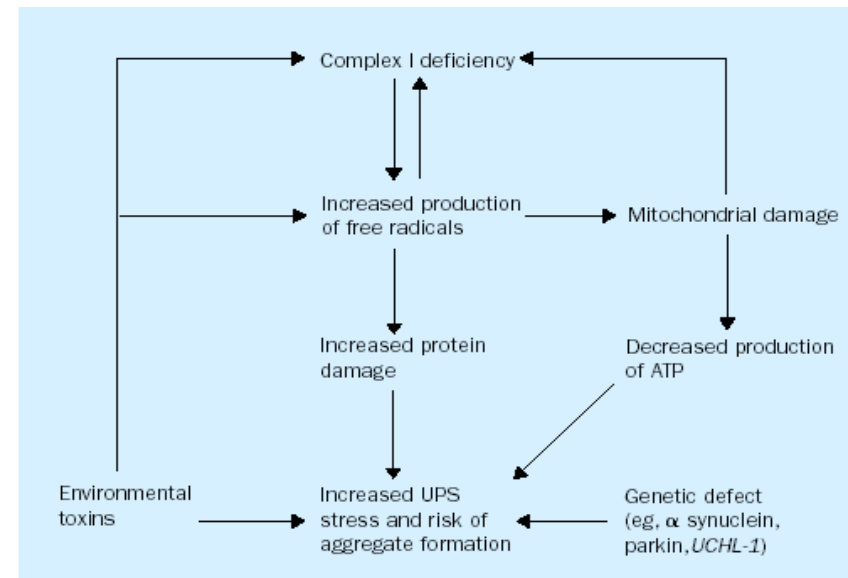 Complex I deficiency
Increased production
of free radicals
Mitochondrial damage
Increased protein
damage
Decreased production
of ATP
Environmental
toxins
Increased UPS
stress and risk of
aggregate formation
Genetic defect
(eg, α synuclein,
parkin, UCHL-1)